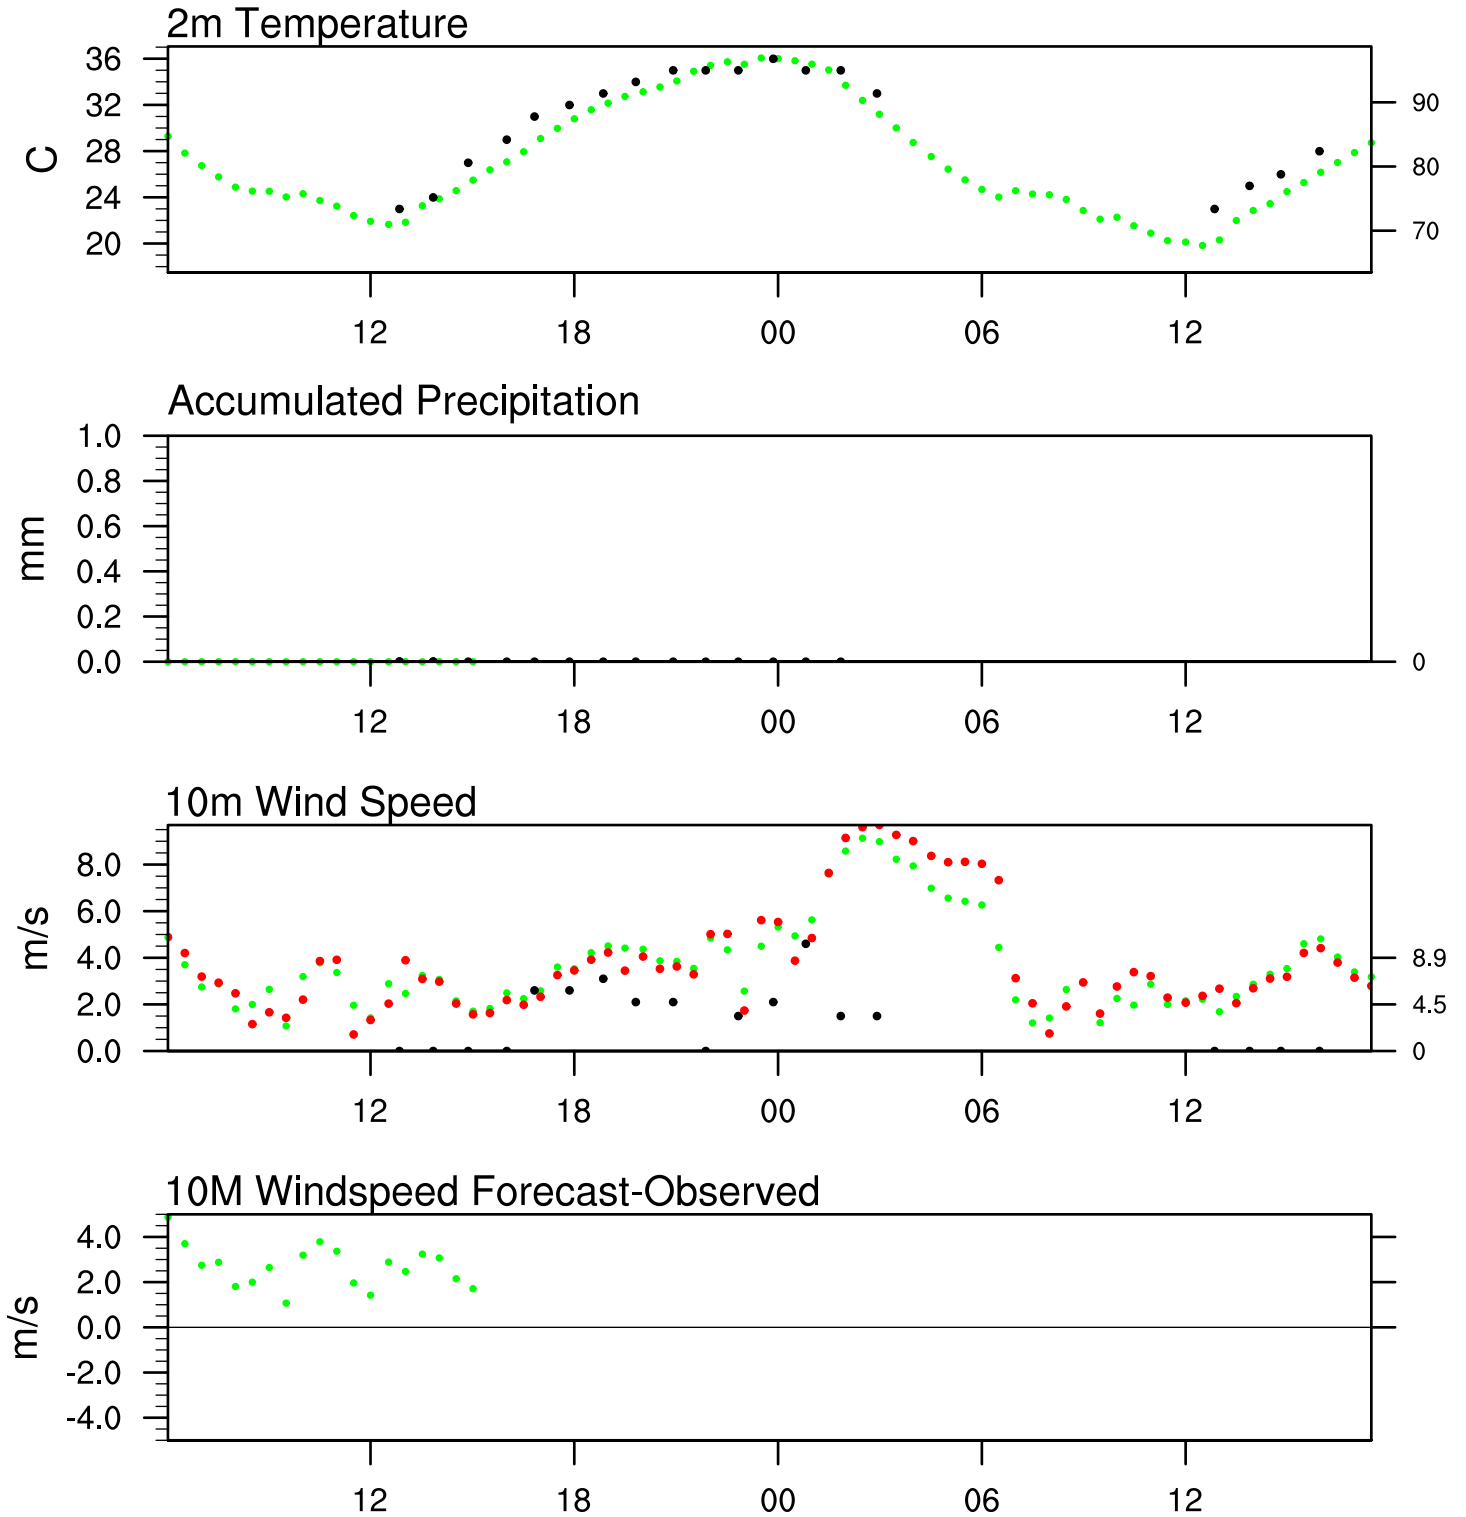 2m Temperature
C
36
32
28
24
20
90
80
70
12 18 00 06 12
Accumulated Precipitation
mm
1.0
0.8
0.6
0.4
0.2
0.0
0
12 18 00 06 12
10m Wind Speed
m/s
8.0
6.0
4.0
2.0
0.0
8.9
4.5
0
12 18 00 06 12
10M Windspeed Forecast-Observed
m/s
4.0
2.0
0.0
-2.0
-4.0
12 18 00 06 12